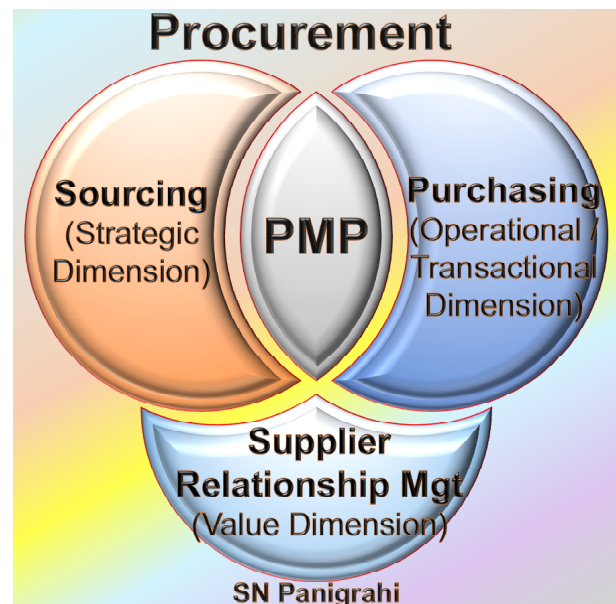 Procurement
Sourcing
(Strategic
Dimension)
PMP
Purchasing
(Operational /
Transactional
Dimension)
Supplier
Relationship Mgt
(Value Dimension)
SN Panigrahi